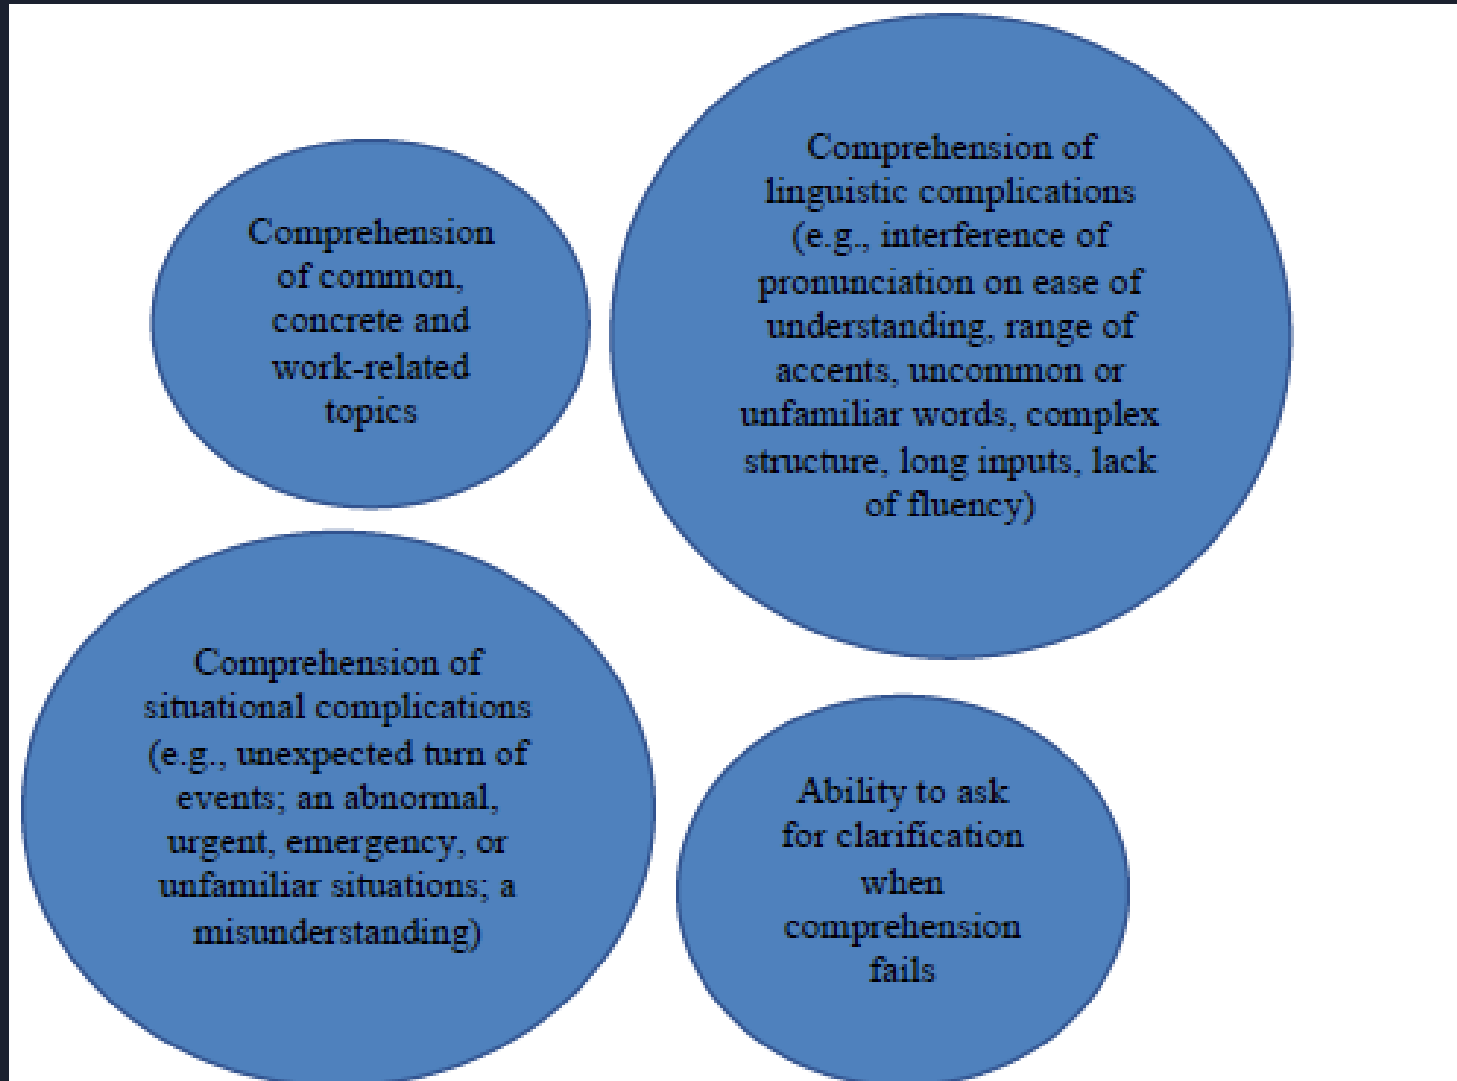 Comprehension
of common,
concrete and
work-related
topics
Comprehension of
linguistic complications
(e.g., interference of
pronunciation on ease of
understanding, range of
accents, uncommon or
unfamiliar words, complex
structure, long inputs, lack
of fluency)
Comprehension of
situational complications
(e.g., unexpected turn of
events; an abnormal,
urgent, emergency, or
unfamiliar situations; a
misunderstanding)
Ability to ask
for clarification
when
comprehension
fails